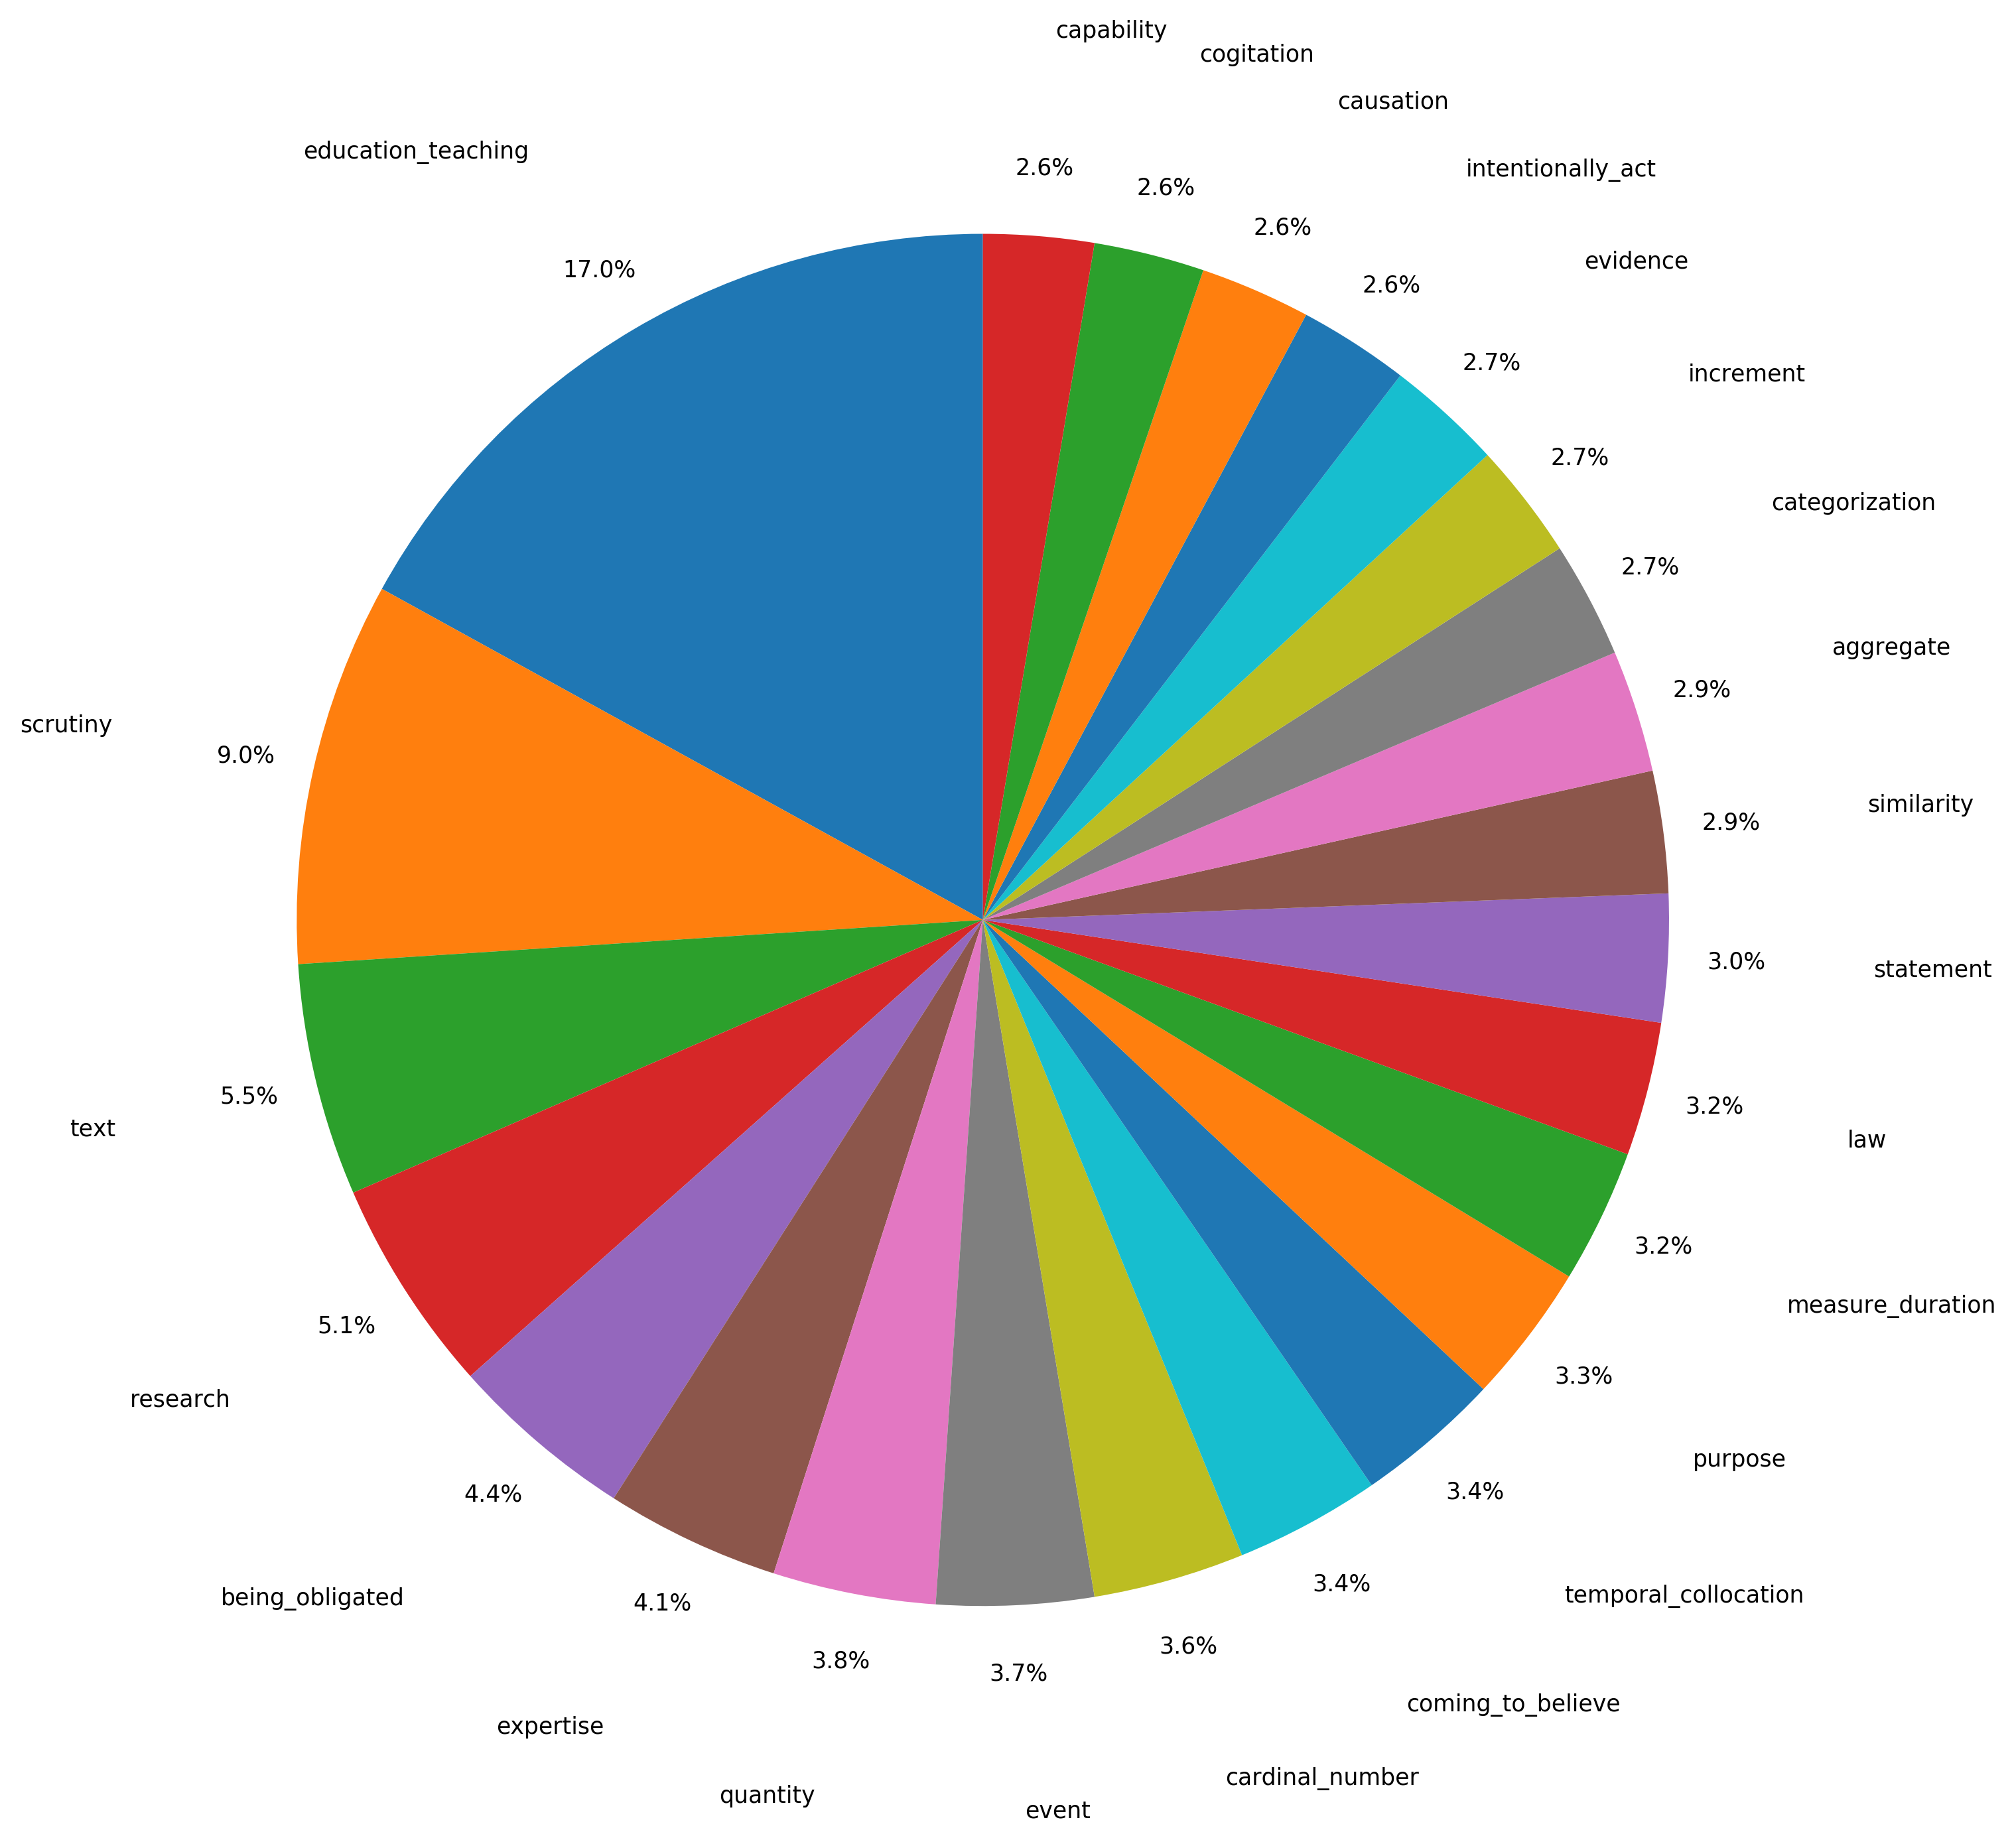 capability
cogitation
causation
intentionally_act
evidence
increment
categorization
aggregate
similarity
statement
law
measure_duration
purpose
temporal_collocation
coming_to_believe
cardinal_number
event
quantity
expertise
being_obligated
research
text
scrutiny
education_teaching
2.6%
2.6%
2.6%
2.6%
2.7%
2.7%
2.7%
2.9%
2.9%
3.0%
3.2%
3.2%
3.3%
3.4%
3.4%
3.6%
3.7%
3.8%
4.1%
4.4%
5.1%
5.5%
9.0%
17.0%